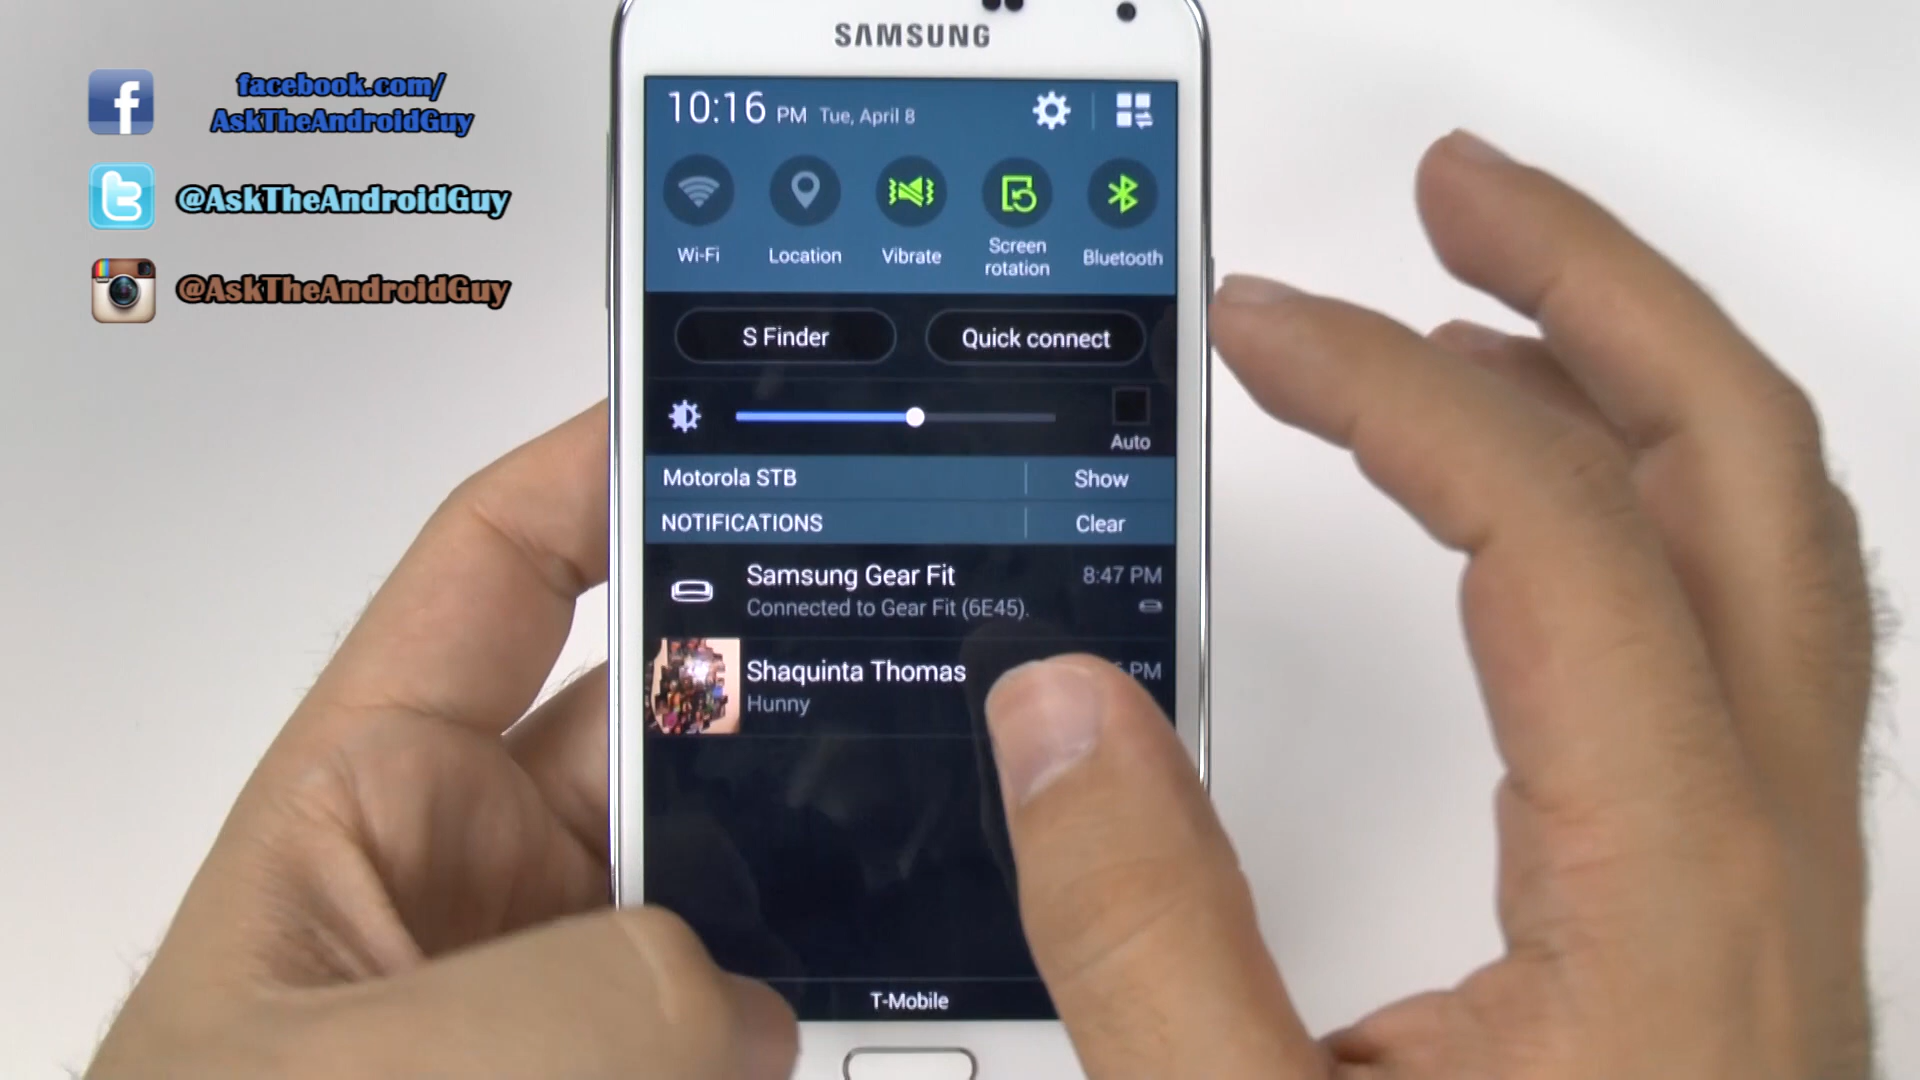 facebook.com/
AskTheAndroidGuy
@AskTheAndroidGuy
@AskTheAndroidGuy
SAMSUNG
10:16 PM Tue, April 8
Wi-Fi
Location
Vibrate
Screen
rotation
Bluetooth
S Finder
Quick connect
Auto
Motorola STB
Show
NOTIFICATIONS
Clear
Samsung Gear Fit
8:47 PM
Connected to Gear Fit (6E45).
Shaquinta Thomas
PM
Hunny
T-Mobile